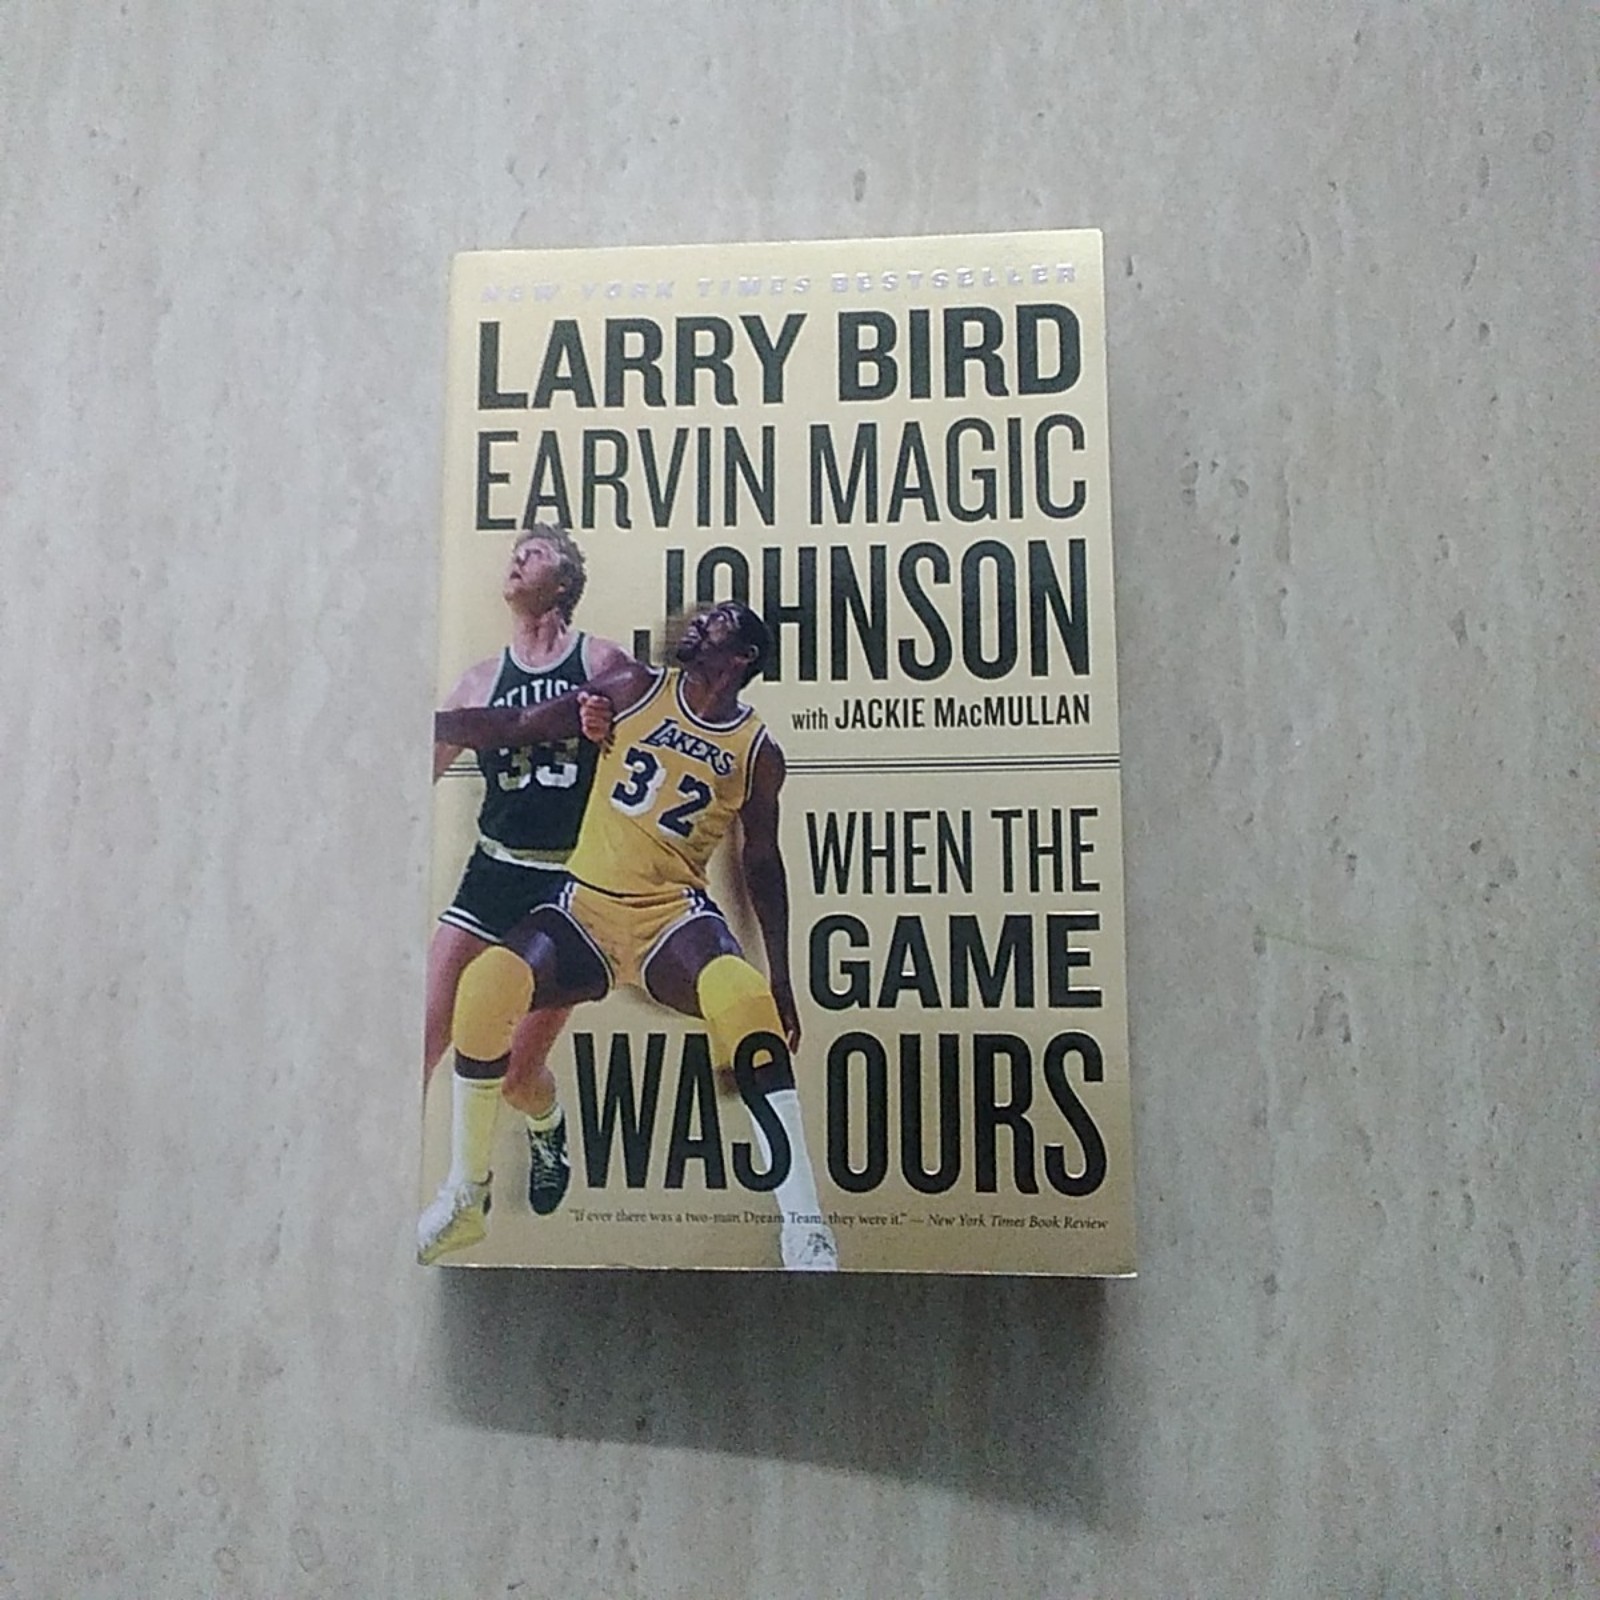 NEW YORK TIMES BESTSELLER
LARRY BIRD
EARVIN MAGIC
JOHNSON
with JACKIE MACMULLAN
CELTICS
33
LAKERS
32
WHEN THE
GAME
WAS OURS
"If ever there was a two-man Dream Team, they were it." — New York Times Book Review